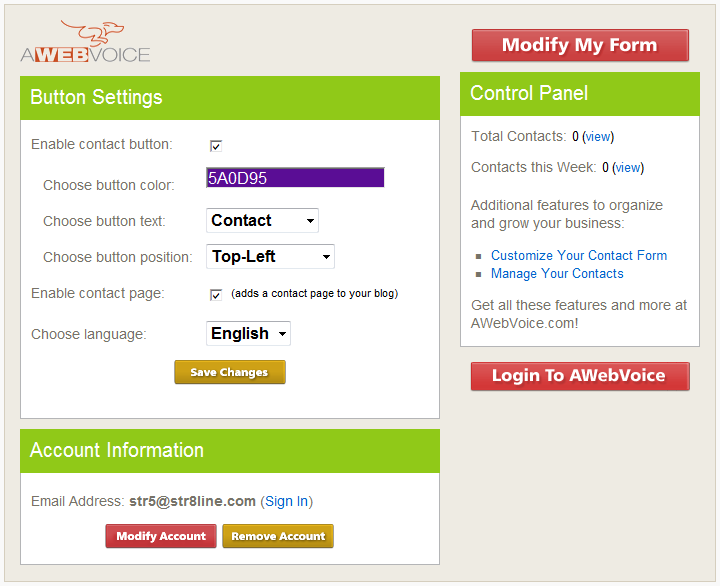 AWEBVOICE
Modify My Form
Button Settings
Enable contact button:
Choose button color: 5A0D95
Choose button text: Contact
Choose button position: Top-Left
Enable contact page: (adds a contact page to your blog)
Choose language: English
Save Changes
Control Panel
Total Contacts: 0 (view)
Contacts this Week: 0 (view)
Additional features to organize
and grow your business:
Customize Your Contact Form
Manage Your Contacts
Get all these features and more at
AWebVoice.com!
Login To AWebVoice
Account Information
Email Address: str5@str8line.com (Sign In)
Modify Account Remove Account